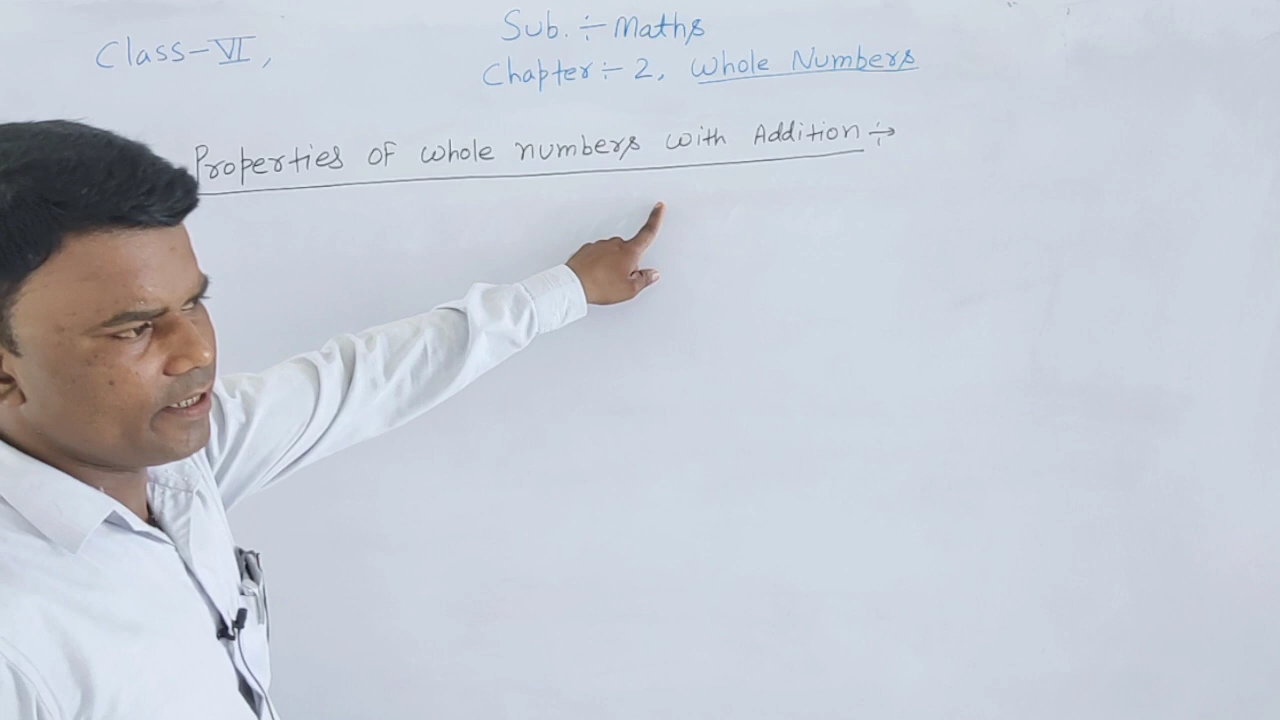 Class-VI,
Sub. ÷ Maths
Chapter :- 2, Whole Numbers
Properties of whole numbers with Addition ÷→